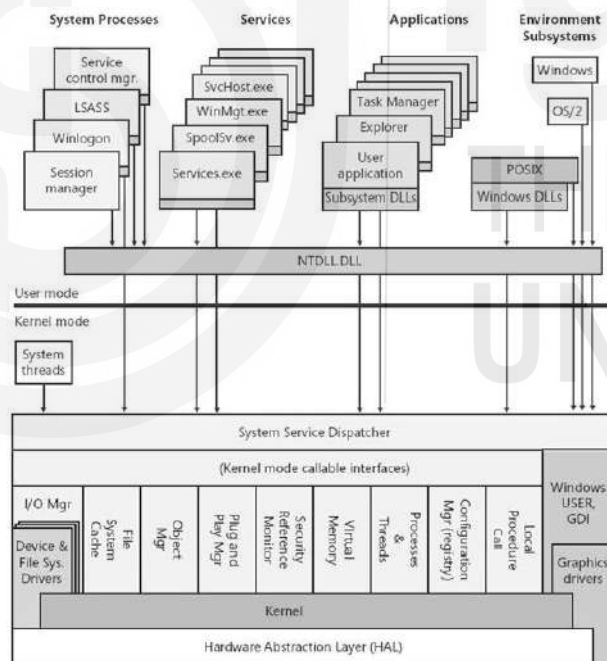 System Processes
Services
Applications
Environment
Subsystems
Service
control mgr.
LSASS
Winlogon
Session
manager
SvcHost.exe
WinMgt.exe
SpoolSv.exe
Services.exe
Task Manager
Explorer
User
application
Subsystem DLLs
Windows
OS/2
POSIX
Windows DLLs
NTDLL.DLL
User mode
Kernel mode
System
threads
System Service Dispatcher
(Kernel mode callable interfaces)
I/O Mgr
Device &
File Sys.
Drivers
File
System
Cache
Object
Mgr
Plug and
Play Mgr
Security
Reference
Monitor
Virtual
Memory
Processes
&
Threads
Configuration
Mgr (registry)
Local
Procedure
Call
Windows
USER,
GDI
Graphics
drivers
Kernel
Hardware Abstraction Layer (HAL)